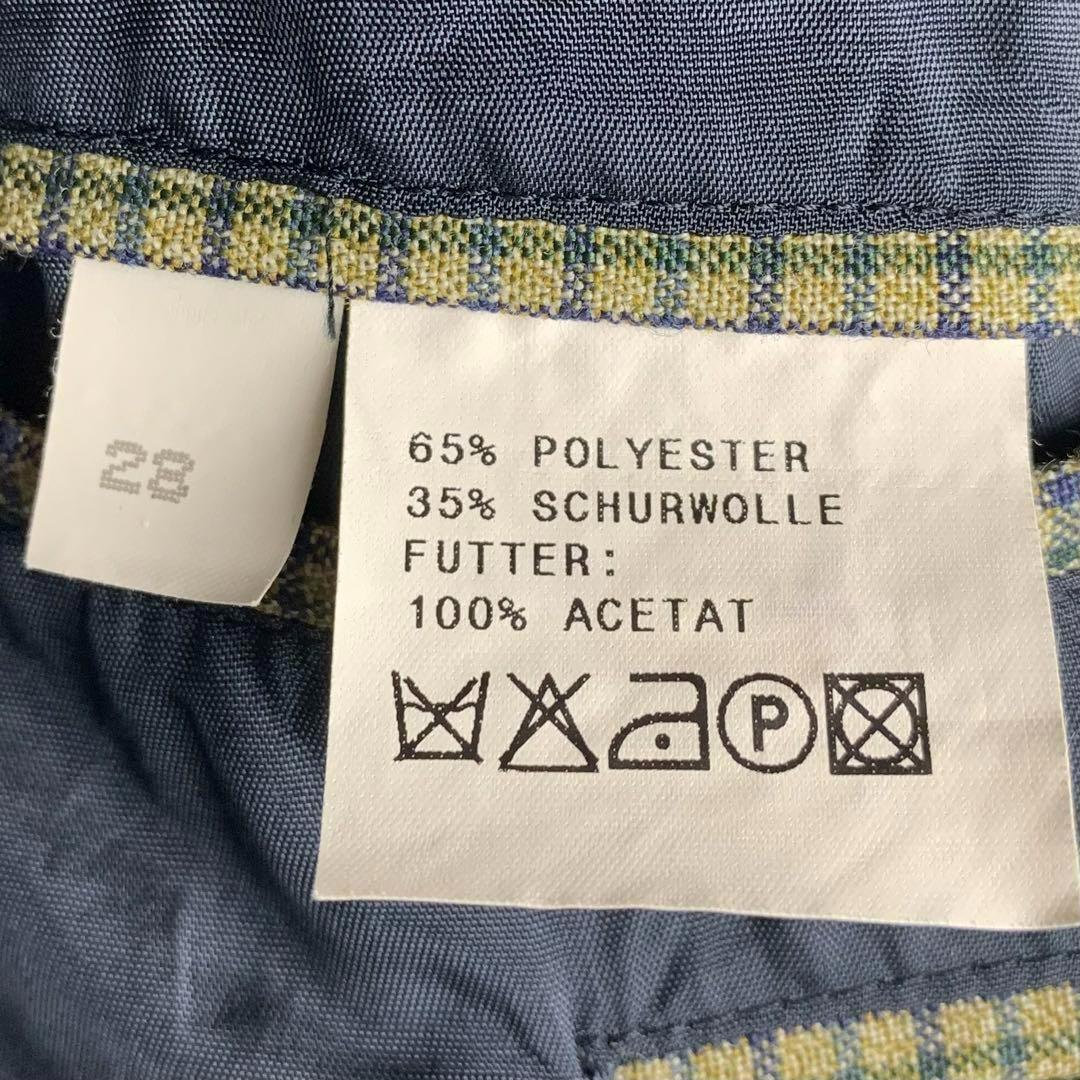 28
65% POLYESTER
35% SCHURWOLLE
FUTTER:
100% ACETAT
P